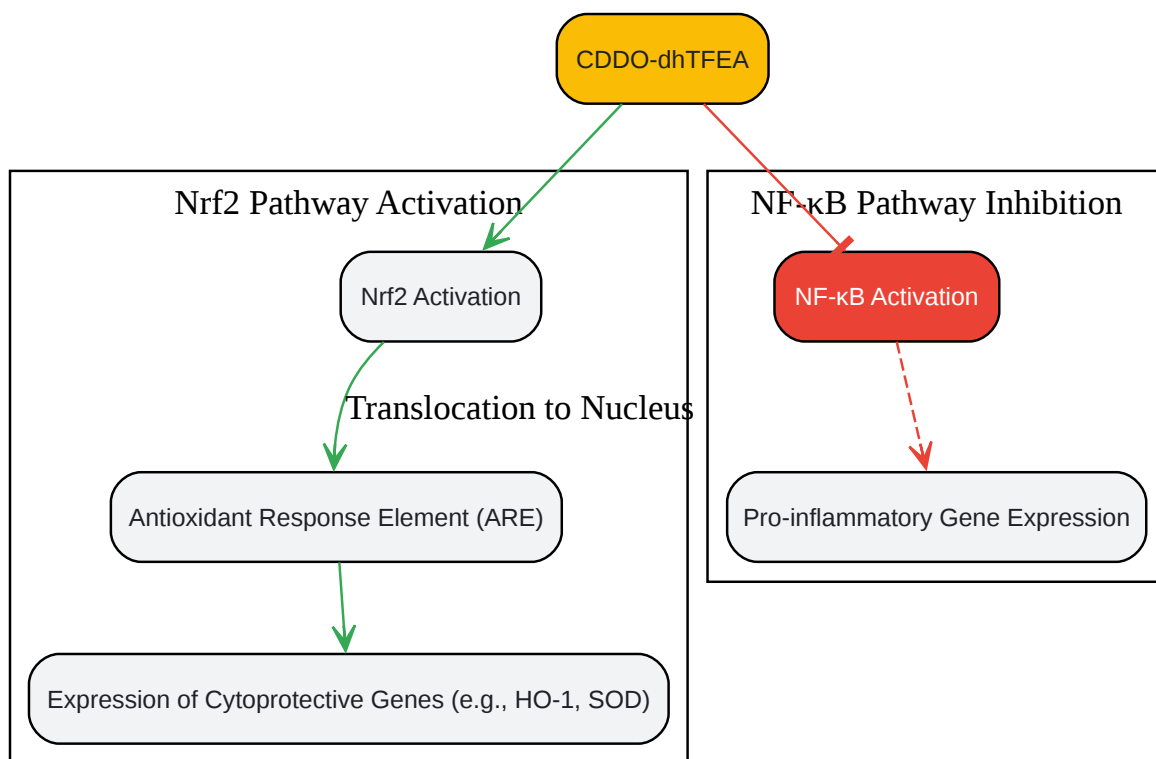 CDDO-dhTFEA
Nrf2 Pathway Activation
Nrf2 Activation
Translocation to Nucleus
Antioxidant Response Element (ARE)
Expression of Cytoprotective Genes (e.g., HO-1, SOD)
NF-κB Pathway Inhibition
NF-κB Activation
Pro-inflammatory Gene Expression